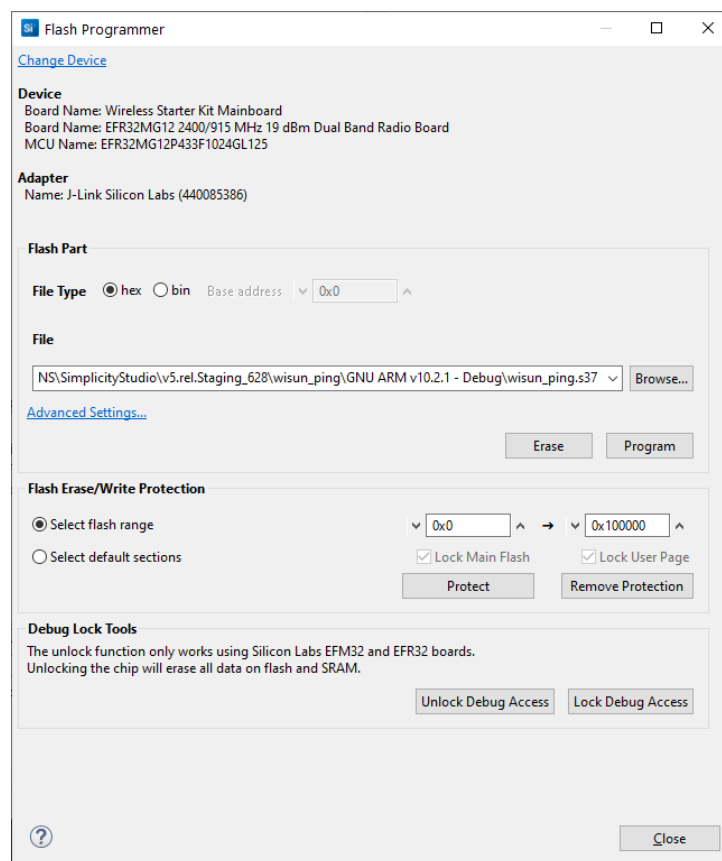 Si Flash Programmer
Change Device
Device
Board Name: Wireless Starter Kit Mainboard
Board Name: EFR32MG12 2400/915 MHz 19 dBm Dual Band Radio Board
MCU Name: EFR32MG12P433F1024GL125
Adapter
Name: J-Link Silicon Labs (440085386)
Flash Part
File Type hex bin Base address 0x0
File
NS\SimplicityStudio\v5.rel.Staging_628\wisun_ping\GNU ARM v10.2.1 - Debug\wisun_ping.s37 Browse...
Advanced Settings...
Erase Program
Flash Erase/Write Protection
Select flash range 0x0 → 0x100000
Select default sections Lock Main Flash Lock User Page
Protect Remove Protection
Debug Lock Tools
The unlock function only works using Silicon Labs EFM32 and EFR32 boards.
Unlocking the chip will erase all data on flash and SRAM.
Unlock Debug Access Lock Debug Access
? Close